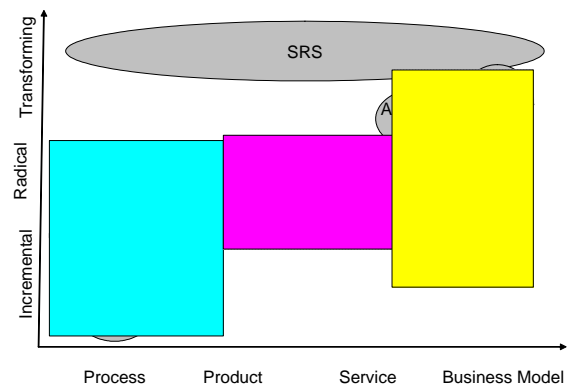 Transforming
SRS
A
Radical
Incremental
Process Product Service Business Model